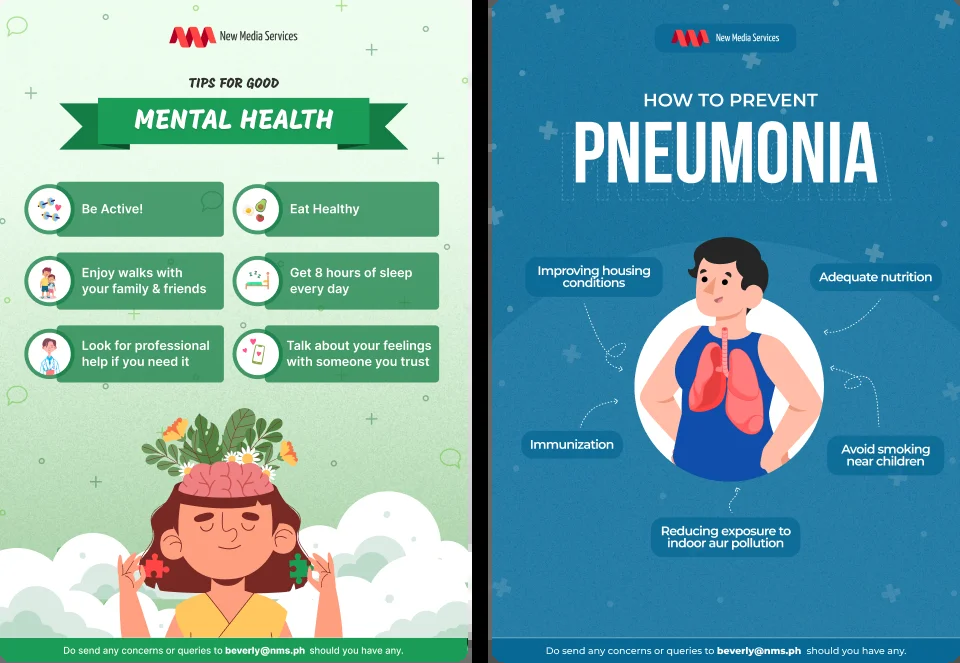 New Media Services
TIPS FOR GOOD
MENTAL HEALTH
Be Active!
Eat Healthy
Enjoy walks with
your family & friends
Get 8 hours of sleep
every day
Look for professional
help if you need it
Talk about your feelings
with someone you trust
Do send any concerns or queries to beverly@nms.ph should you have any.
New Media Services
HOW TO PREVENT
PNEUMONIA
Improving housing
conditions
Adequate nutrition
Immunization
Avoid smoking
near children
Reducing exposure to
indoor aur pollution
Do send any concerns or queries to beverly@nms.ph should you have any.